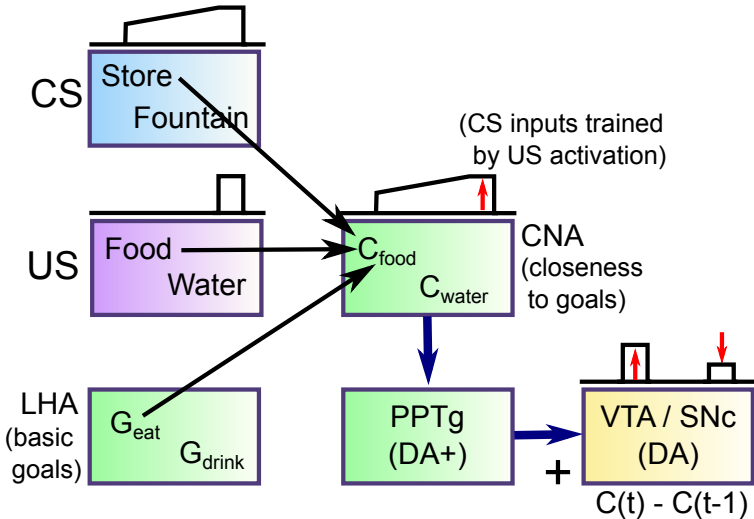 CS
Store
Fountain
(CS inputs trained
by US activation)
US
Food
Water
C_food
C_water
CNA
(closeness
to goals)
LHA
(basic
goals)
G_eat
G_drink
PPTg
(DA+)
+
VTA / SNc
(DA)
C(t) - C(t-1)